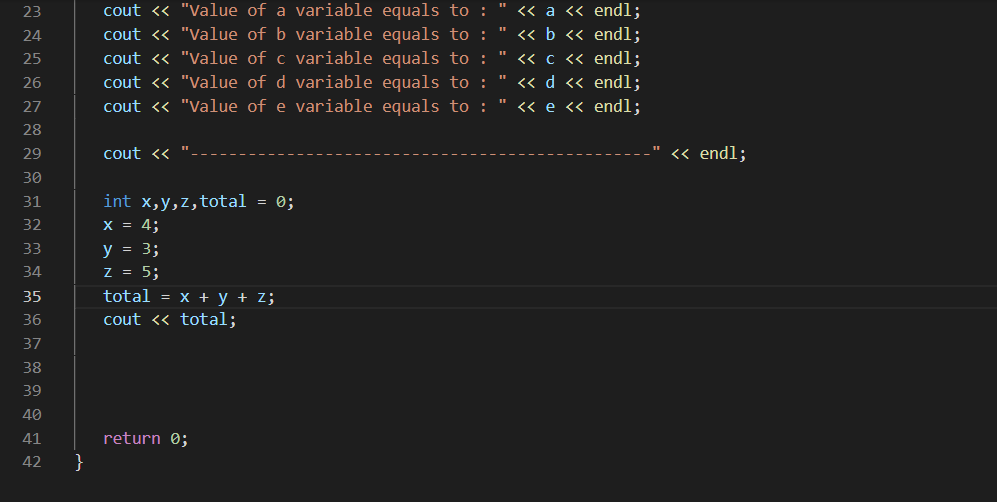 23 cout << "Value of a variable equals to : " << a << endl;
24 cout << "Value of b variable equals to : " << b << endl;
25 cout << "Value of c variable equals to : " << c << endl;
26 cout << "Value of d variable equals to : " << d << endl;
27 cout << "Value of e variable equals to : " << e << endl;
28
29 cout << "------------------------------------------------" << endl;
30
31 int x,y,z,total = 0;
32 x = 4;
33 y = 3;
34 z = 5;
35 total = x + y + z;
36 cout << total;
37
38
39
40
41 return 0;
42 }